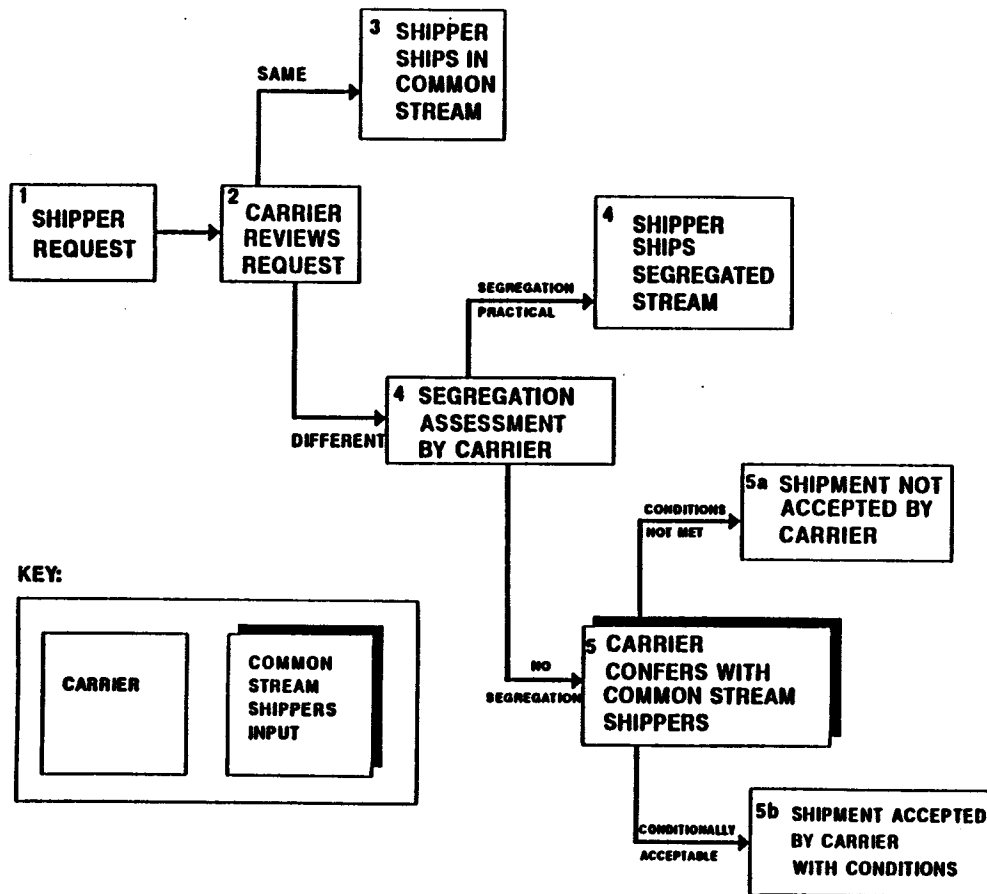 3 SHIPPER
SHIPS IN
COMMON
STREAM
SAME
1
SHIPPER
REQUEST
2
CARRIER
REVIEWS
REQUEST
4
SHIPPER
SHIPS
SEGREGATED
STREAM
SEGREGATION
PRACTICAL
4 SEGREGATION
ASSESSMENT
BY CARRIER
DIFFERENT
5a SHIPMENT NOT
ACCEPTED BY
CARRIER
CONDITIONS
NOT MET
5 CARRIER
CONFERS WITH
COMMON STREAM
SHIPPERS
NO
SEGREGATION
KEY:
CARRIER
COMMON
STREAM
SHIPPERS
INPUT
CONDITIONALLY
ACCEPTABLE
5b SHIPMENT ACCEPTED
BY CARRIER
WITH CONDITIONS